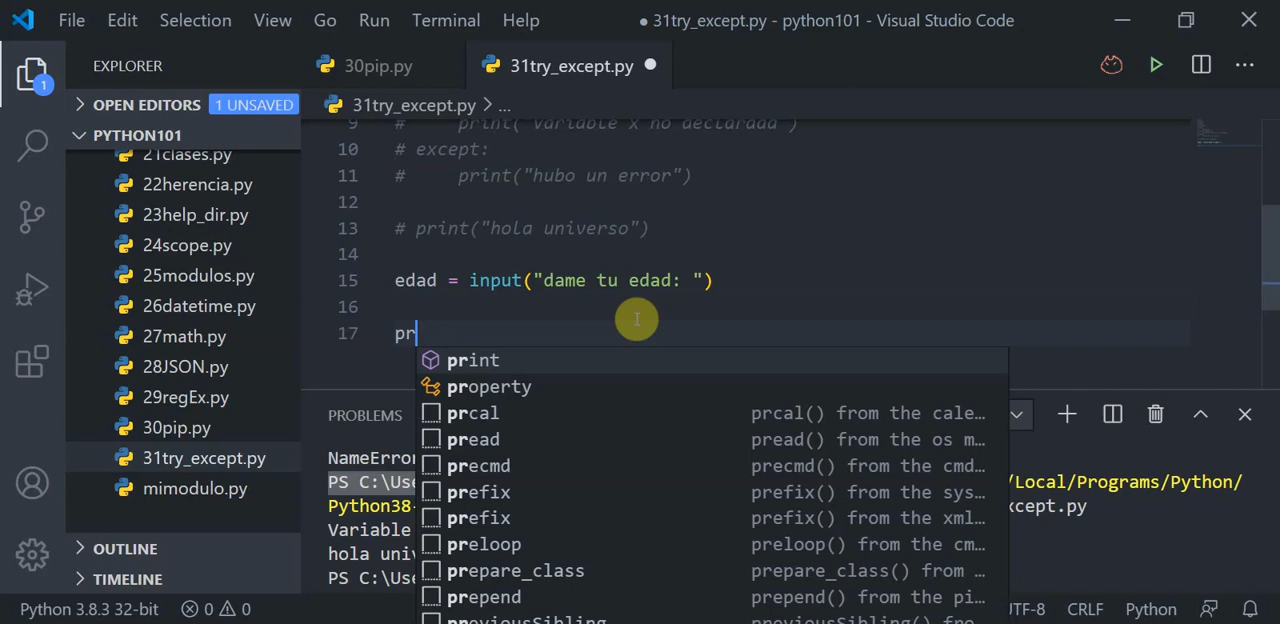 File Edit Selection View Go Run Terminal Help ● 31try_except.py - python101 - Visual Studio Code
EXPLORER
30pip.py 31try_except.py
OPEN EDITORS 1 UNSAVED
31try_except.py > ...
1
PYTHON101
21clases.py
22herencia.py
23help_dir.py
24scope.py
25modulos.py
26datetime.py
27math.py
28JSON.py
29regEx.py
30pip.py
31try_except.py
mimodulo.py
OUTLINE
TIMELINE
9 # print("Variable x no declarada")
10 # except:
11 # print("hubo un error")
12
13 # print("hola universo")
14
15 edad = input("dame tu edad: ")
16
17 pr
print
property
prcal prcal() from the cale…
pread pread() from the os m…
precmd precmd() from the cmd…
prefix prefix() from the sys…
prefix prefix() from the xml…
preloop preloop() from the cm…
prepare_class prepare_class() from …
prepend prepend() from the pi…
previousSibling
PROBLEMS
NameErro
PS C:\Use /Local/Programs/Python/
Python38- xcept.py
Variable
hola univ
PS C:\Use
Python 3.8.3 32-bit 0 0 UTF-8 CRLF Python